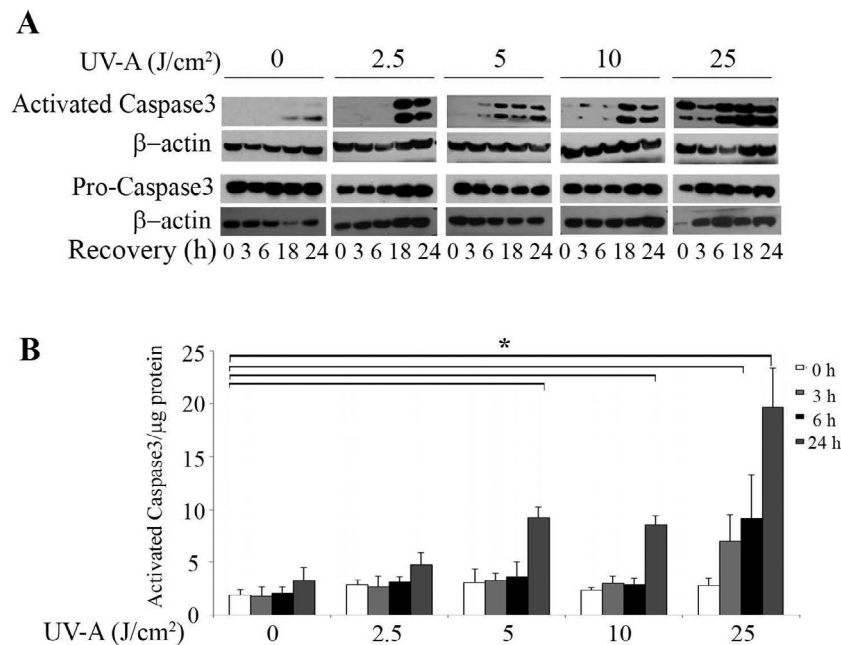 A
UV-A (J/cm²) 0 2.5 5 10 25
Activated Caspase3
β-actin
Pro-Caspase3
β-actin
Recovery (h) 0 3 6 18 24 0 3 6 18 24 0 3 6 18 24 0 3 6 18 24 0 3 6 18 24
B
*
Activated Caspase3/μg protein
25
20
15
10
5
0
0 h
3 h
6 h
24 h
UV-A (J/cm²) 0 2.5 5 10 25